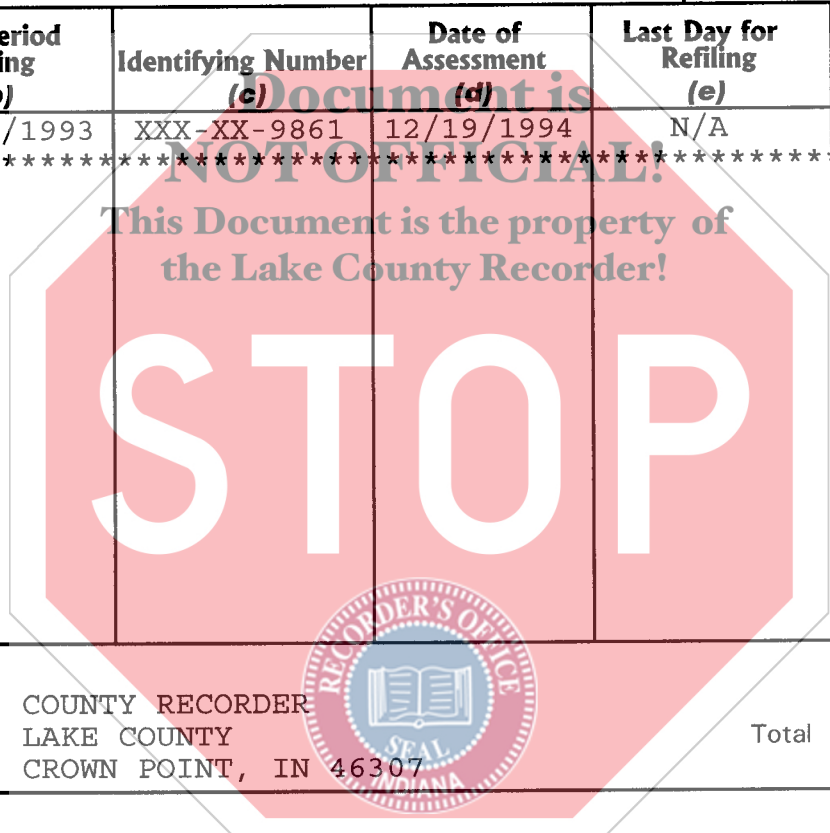 eriod
ing
Identifying Number
(c)
Date of
Assessment
(d)
Last Day for
Refiling
(e)
/1993 XXX-XX-9861 12/19/1994 N/A
****************************************************
Document is
NOT OFFICIAL!
This Document is the property of
the Lake County Recorder!
STOP
RECORDER'S OFFICE
SEAL
INDIANA
COUNTY RECORDER
LAKE COUNTY
CROWN POINT, IN 46307
Total